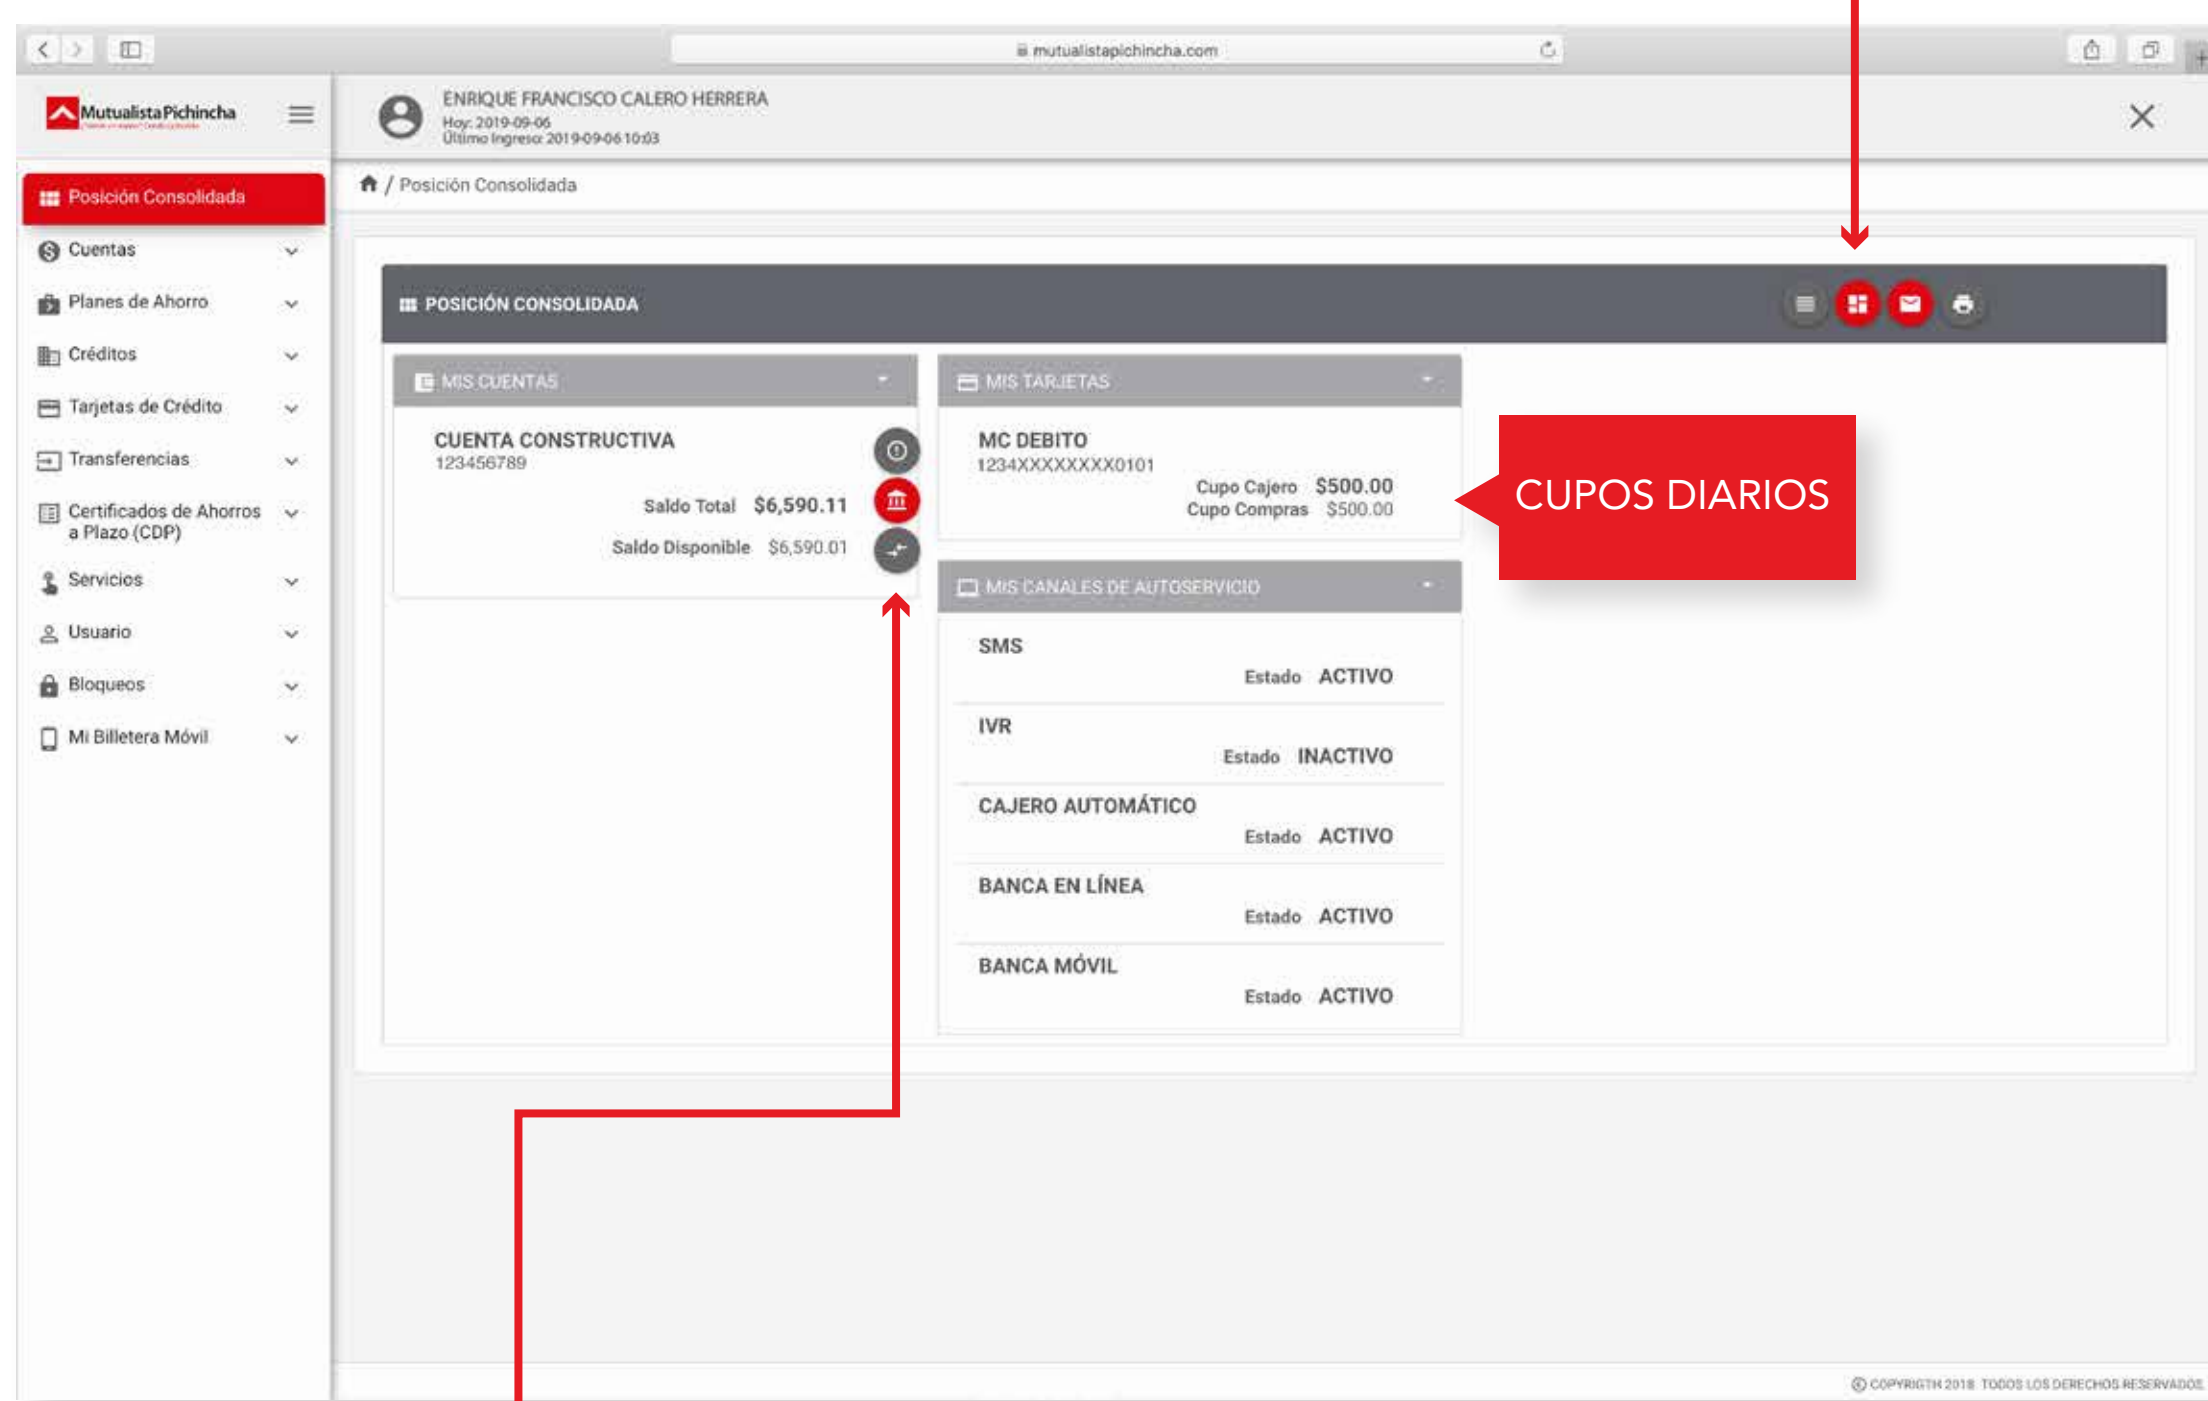 mutualistapichincha.com
Mutualista Pichincha
ENRIQUE FRANCISCO CALERO HERRERA
Hoy: 2019-09-06
Último Ingreso: 2019-09-06 10:03
/ Posición Consolidada
Posición Consolidada
Cuentas
Planes de Ahorro
Créditos
Tarjetas de Crédito
Transferencias
Certificados de Ahorros
a Plazo (CDP)
Servicios
Usuario
Bloqueos
Mi Billetera Móvil
POSICIÓN CONSOLIDADA
MIS CUENTAS
CUENTA CONSTRUCTIVA
123456789
Saldo Total $6,590.11
Saldo Disponible $6,590.01
MIS TARJETAS
MC DEBITO
1234XXXXXXXX0101
Cupo Cajero $500.00
Cupo Compras $500.00
CUPOS DIARIOS
MIS CANALES DE AUTOSERVICIO
SMS
Estado ACTIVO
IVR
Estado INACTIVO
CAJERO AUTOMÁTICO
Estado ACTIVO
BANCA EN LÍNEA
Estado ACTIVO
BANCA MÓVIL
Estado ACTIVO
© COPYRIGTH 2018 TODOS LOS DERECHOS RESERVADOS.